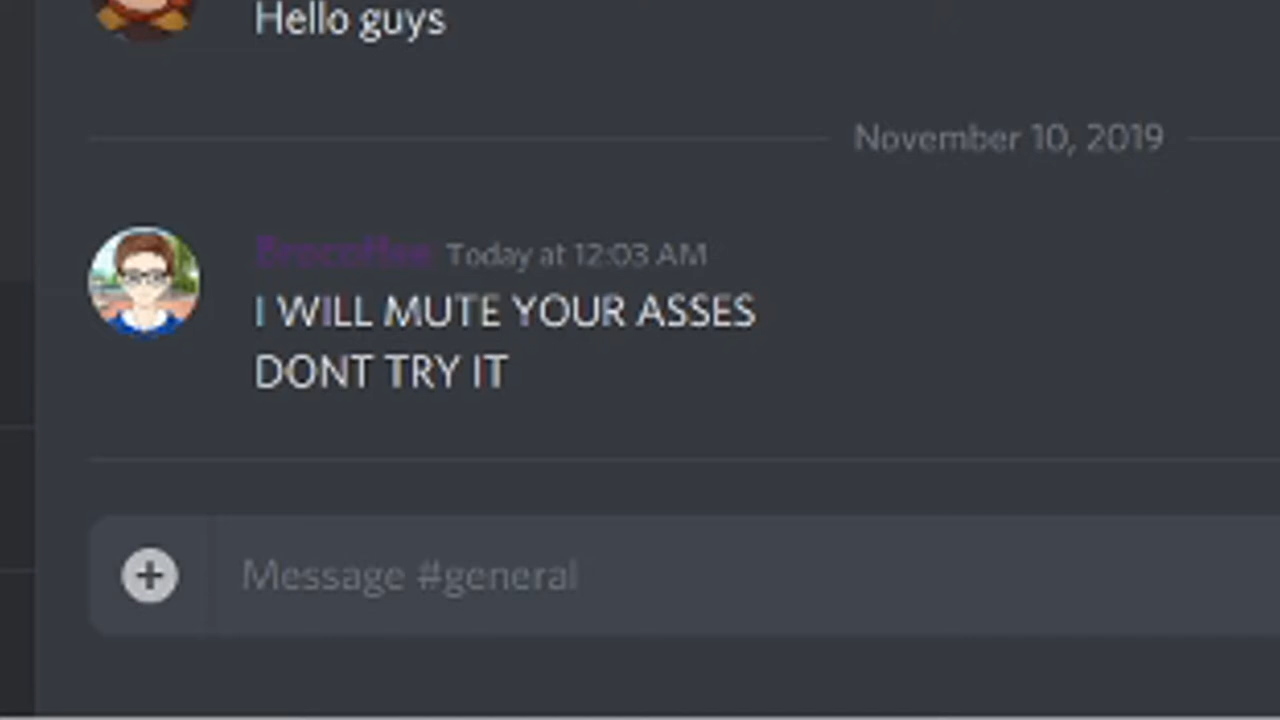 Hello guys
November 10, 2019
Brocoffee Today at 12:03 AM
I WILL MUTE YOUR ASSES
DONT TRY IT
Message #general